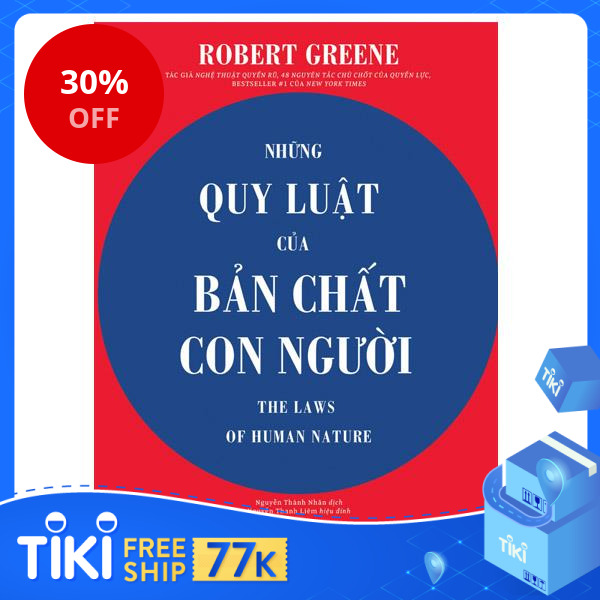 30%
OFF
ROBERT GREENE
TÁC GIẢ NGHỆ THUẬT QUYẾN RŨ, 48 NGUYÊN TẮC CHỦ CHỐT CỦA QUYỀN LỰC,
BESTSELLER #1 CỦA NEW YORK TIMES
NHỮNG
QUY LUẬT
CỦA
BẢN CHẤT
CON NGƯỜI
THE LAWS
OF HUMAN NATURE
Nguyễn Thành Nhân dịch
Thanh Liêm hiệu đính
TIKI
FREE
SHIP
77K
TIKI
TIKI